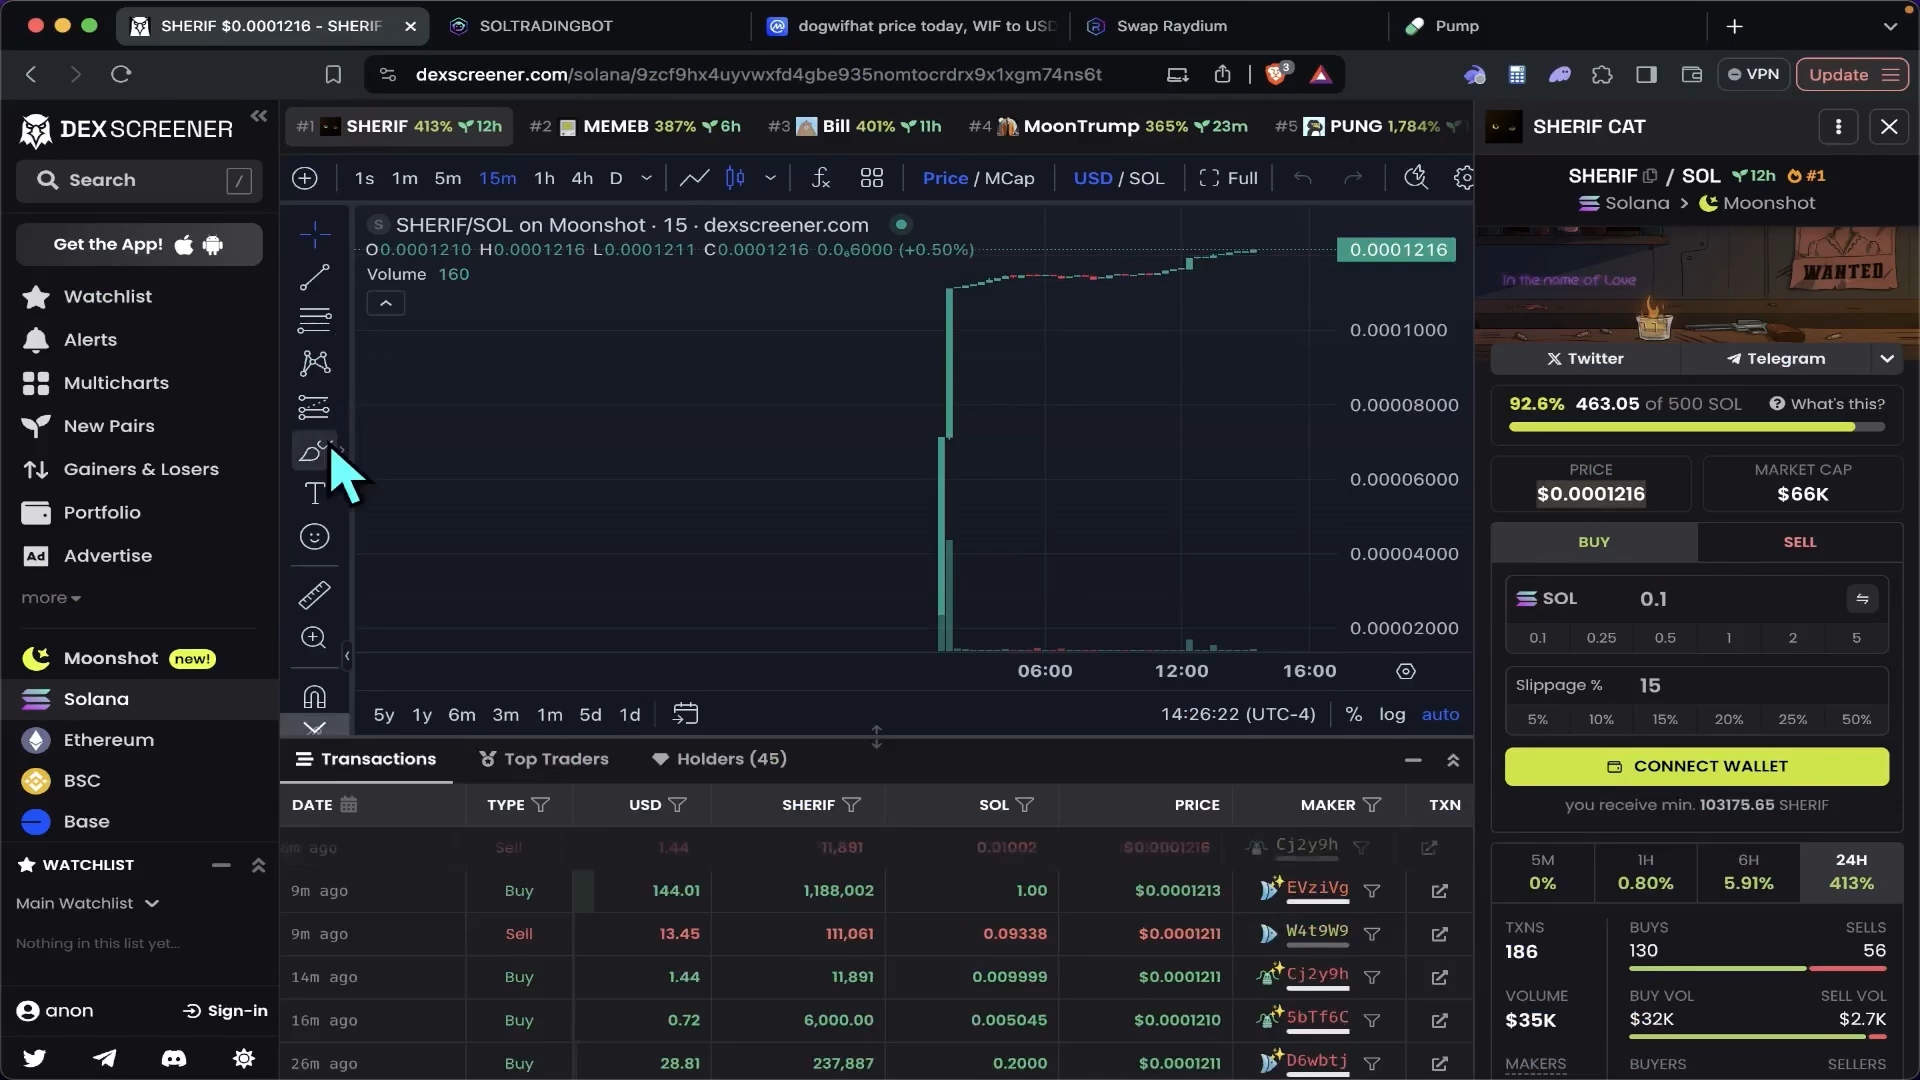 SHERIF $0.0001216 - SHERIF
SOLTRADINGBOT
dogwifhat price today, WIF to USD
Swap Raydium
Pump
dexscreener.com/solana/9zcf9hx4uyvwxfd4gbe935nomtocrdrx9x1xgm74ns6t
3
VPN
Update
DEX SCREENER
Search /
Get the App!
Watchlist
Alerts
Multicharts
New Pairs
Gainers & Losers
Portfolio
Ad Advertise
more
Moonshot new!
Solana
Ethereum
BSC
Base
WATCHLIST
Main Watchlist
Nothing in this list yet...
anon
Sign-in
#1 SHERIF 413% 12h
#2 MEMEB 387% 6h
#3 Bill 401% 11h
#4 MoonTrump 365% 23m
#5 PUNG 1,784%
1s 1m 5m 15m 1h 4h D
Price / MCap
USD / SOL
Full
S SHERIF/SOL on Moonshot · 15 · dexscreener.com
O0.0001210 H0.0001216 L0.0001211 C0.0001216 0.0₆6000 (+0.50%)
Volume 160
0.0001216
0.0001000
0.00008000
0.00006000
0.00004000
0.00002000
06:00 12:00 16:00
5y 1y 6m 3m 1m 5d 1d
14:26:22 (UTC-4) % log auto
Transactions
Top Traders
Holders (45)
DATE TYPE USD SHERIF SOL PRICE MAKER TXN
6m ago Sell 1.44 11,891 0.01002 $0.0001216 Cj2y9h
9m ago Buy 144.01 1,188,002 1.00 $0.0001213 EVziVg
9m ago Sell 13.45 111,061 0.09338 $0.0001211 W4t9W9
14m ago Buy 1.44 11,891 0.009999 $0.0001211 Cj2y9h
16m ago Buy 0.72 6,000.00 0.005045 $0.0001210 5bTf6C
26m ago Buy 28.81 237,887 0.2000 $0.0001211 D6wbtj
SHERIF CAT
SHERIF / SOL 12h #1
Solana > Moonshot
In the name of Love
WANTED
Twitter
Telegram
92.6% 463.05 of 500 SOL What's this?
PRICE
$0.0001216
MARKET CAP
$66K
BUY
SELL
SOL 0.1
0.1 0.25 0.5 1 2 5
Slippage % 15
5% 10% 15% 20% 25% 50%
CONNECT WALLET
you receive min. 103175.65 SHERIF
5M 1H 6H 24H
0% 0.80% 5.91% 413%
TXNS
186
BUYS SELLS
130 56
VOLUME
$35K
BUY VOL SELL VOL
$32K $2.7K
MAKERS
BUYERS SELLERS